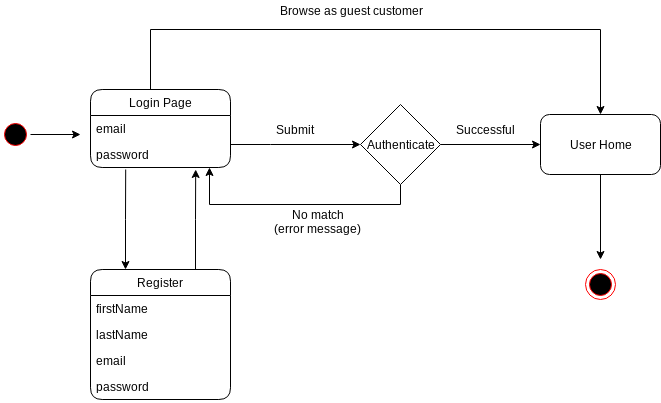 Browse as guest customer
Login Page
email
password
Submit
Authenticate
Successful
User Home
No match
(error message)
Register
firstName
lastName
email
password